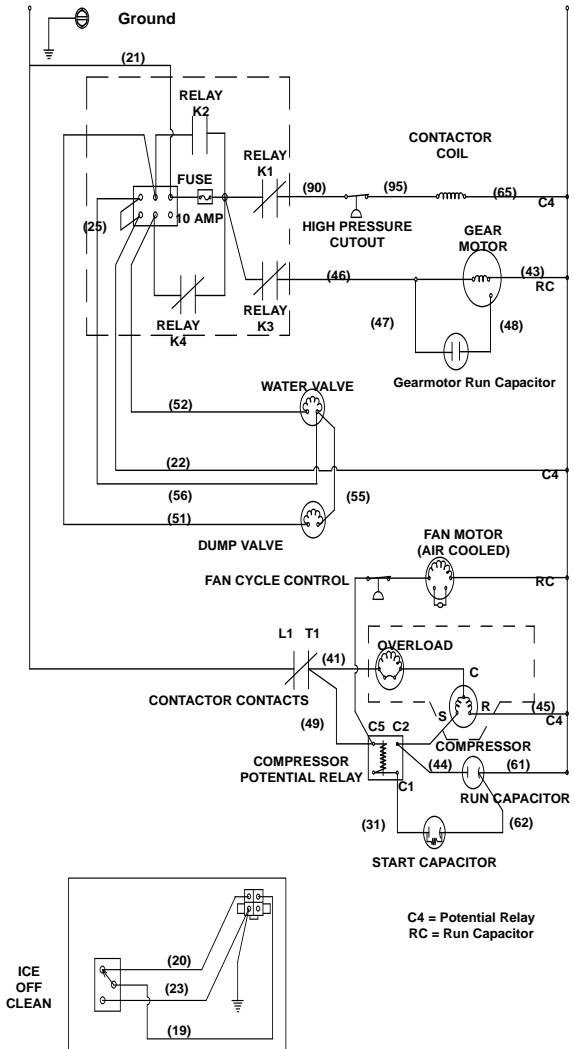 Ground
(21)
RELAY
K2
RELAY
K1
FUSE
10 AMP
(25)
(90)
(95)
CONTACTOR
COIL
(65)
C4
HIGH PRESSURE
CUTOUT
GEAR
MOTOR
(46)
(43)
RC
RELAY
K4
RELAY
K3
(47)
(48)
Gearmotor Run Capacitor
WATER VALVE
(52)
(22)
C4
(56)
(55)
(51)
DUMP VALVE
FAN MOTOR
(AIR COOLED)
FAN CYCLE CONTROL
RC
L1 T1
(41)
OVERLOAD
C
CONTACTOR CONTACTS
S
R
(45)
C4
(49)
C5 C2
COMPRESSOR
COMPRESSOR
POTENTIAL RELAY
(44)
(61)
C1
RUN CAPACITOR
(31)
(62)
START CAPACITOR
C4 = Potential Relay
RC = Run Capacitor
ICE
OFF
CLEAN
(20)
(23)
(19)